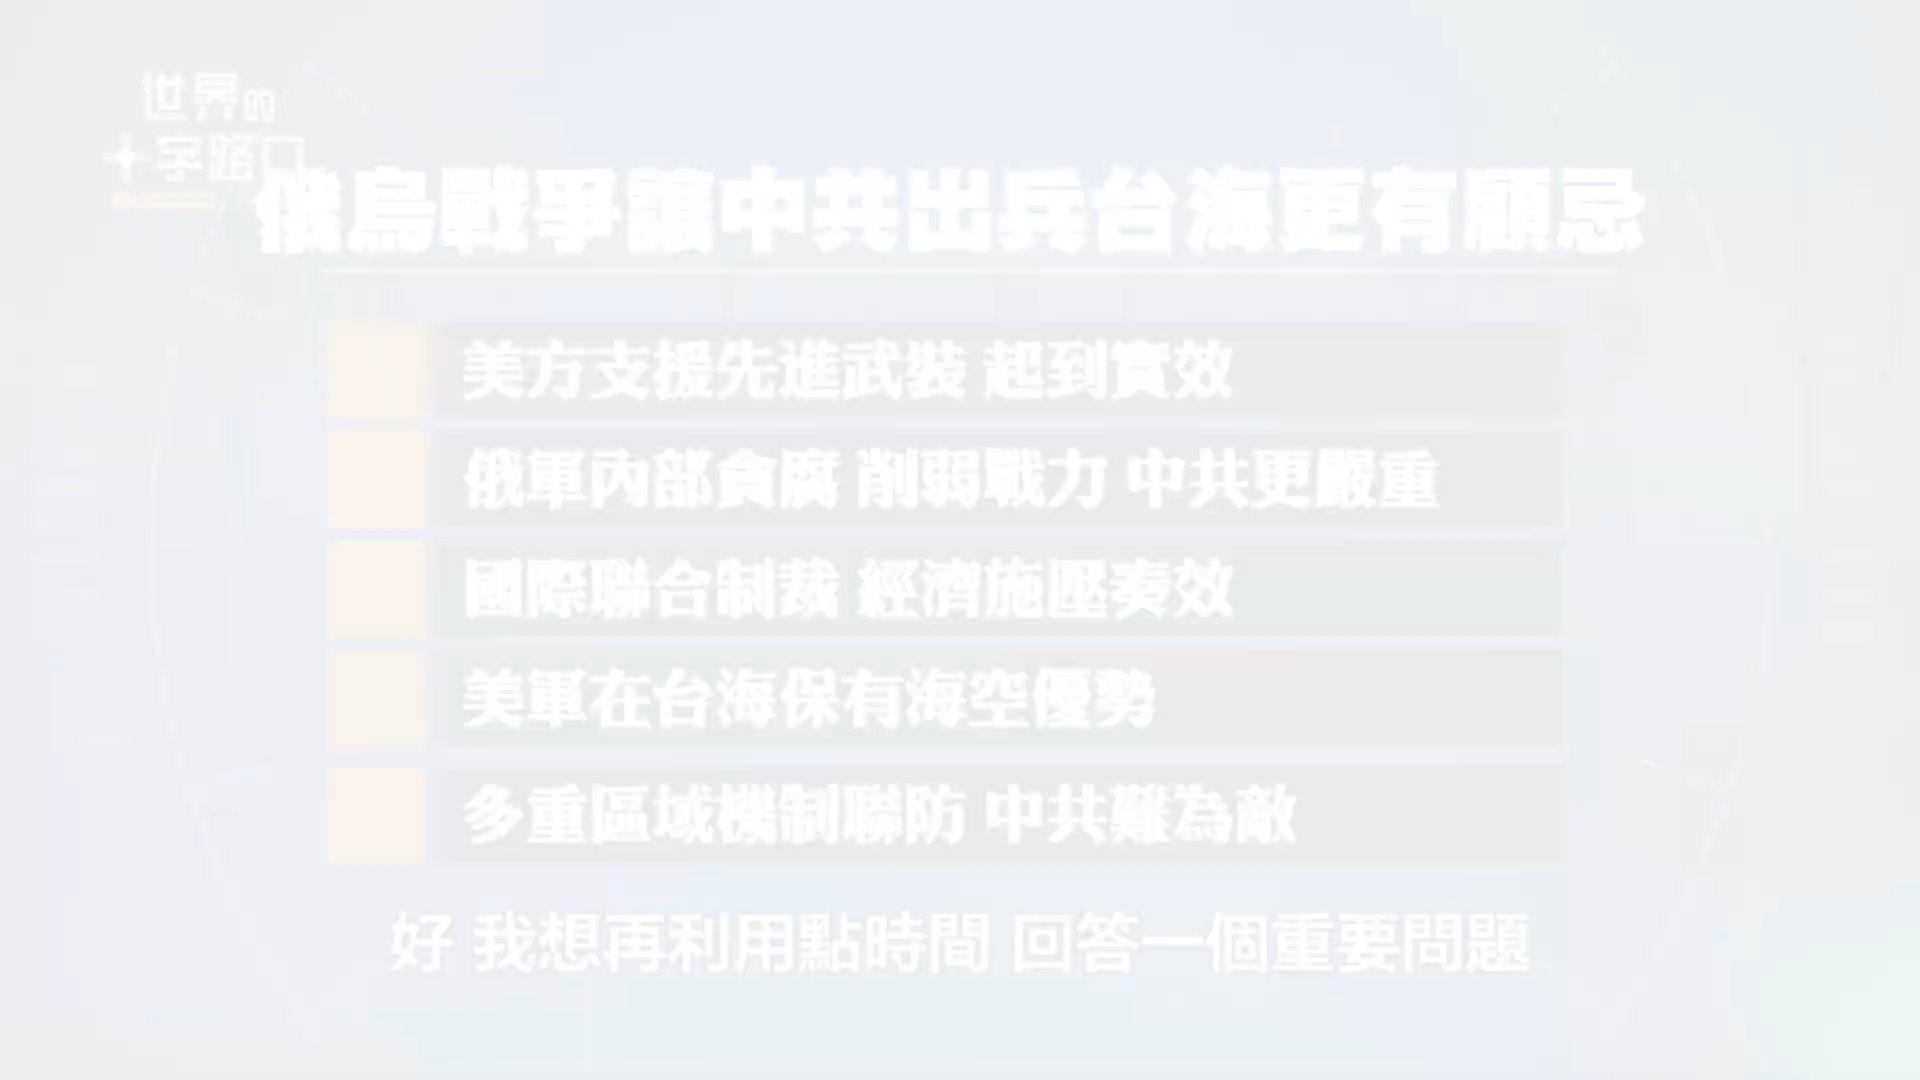 世界的
十字路口
俄烏戰爭讓中共出兵台海更有顧忌
美方支援先進武裝 起到實效
俄軍內部貪腐 削弱戰力 中共更嚴重
國際聯合制裁 經濟施壓奏效
美軍在台海保有海空優勢
多重區域機制聯防 中共難為敵
好 我想再利用點時間 回答一個重要問題